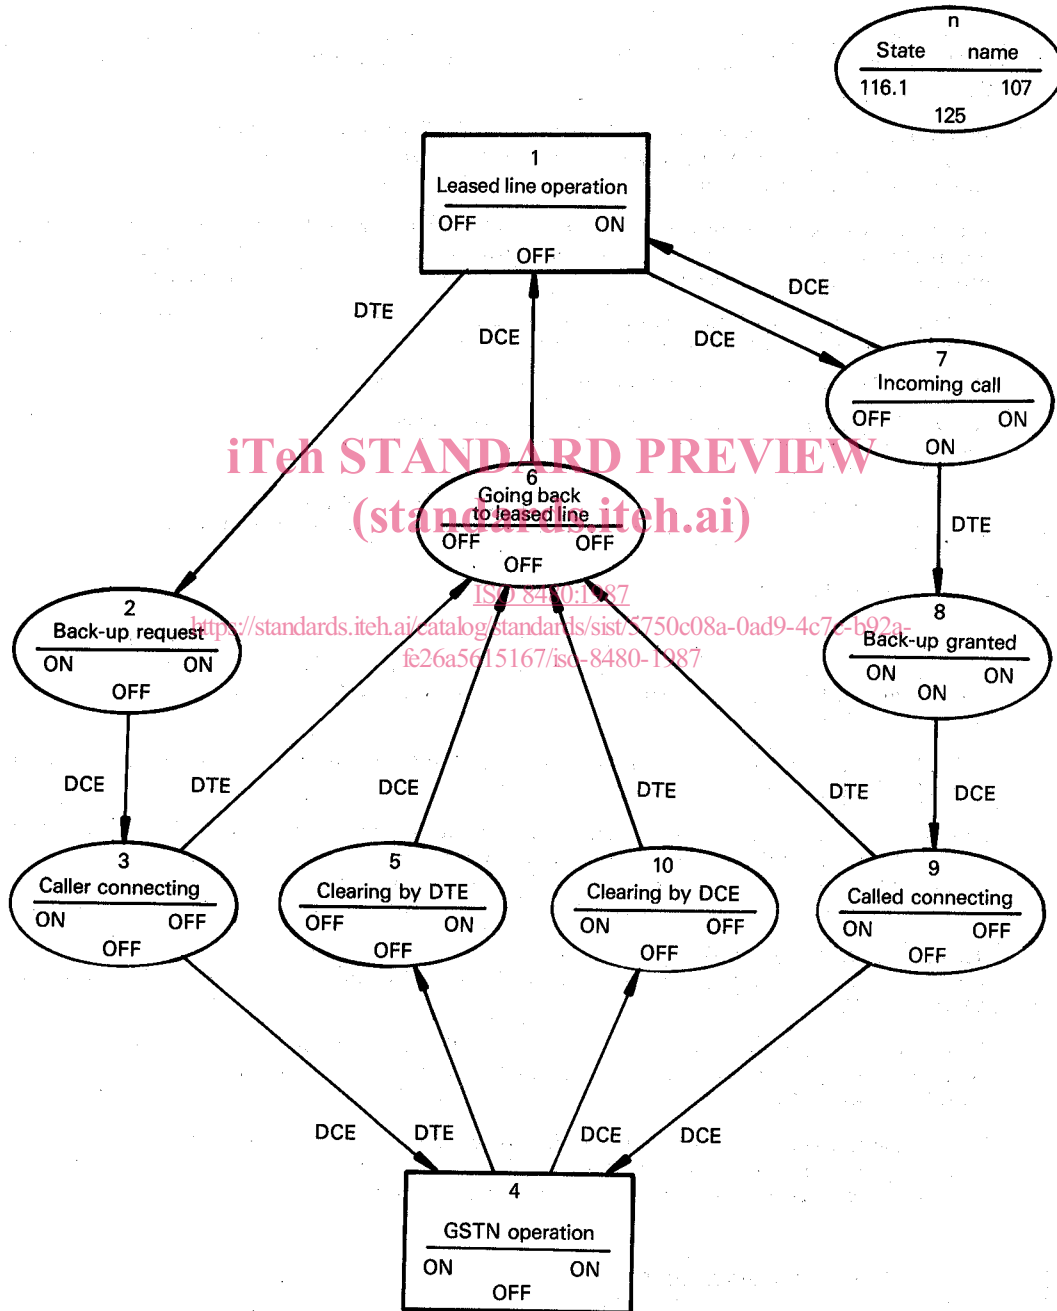 n
State name
116.1 107
125
1
Leased line operation
OFF ON
OFF
DTE
DCE
DCE
DCE
7
Incoming call
OFF ON
ON
iTeh STANDARD PREVIEW
(standards.iteh.ai)
6
Going back
to leased line
OFF OFF
OFF
DTE
ISO 8480:1987
https://standards.iteh.ai/catalog/standards/sist/5750c08a-0ad9-4c7e-b92a-
fe26a5615167/iso-8480-1987
2
Back-up request
ON ON
OFF
8
Back-up granted
ON ON
ON
DCE
DTE
DCE
DTE
DTE
DCE
3
Caller connecting
ON OFF
OFF
5
Clearing by DTE
OFF ON
OFF
10
Clearing by DCE
ON OFF
OFF
9
Called connecting
ON OFF
OFF
DCE
DTE
DCE
DCE
4
GSTN operation
ON ON
OFF